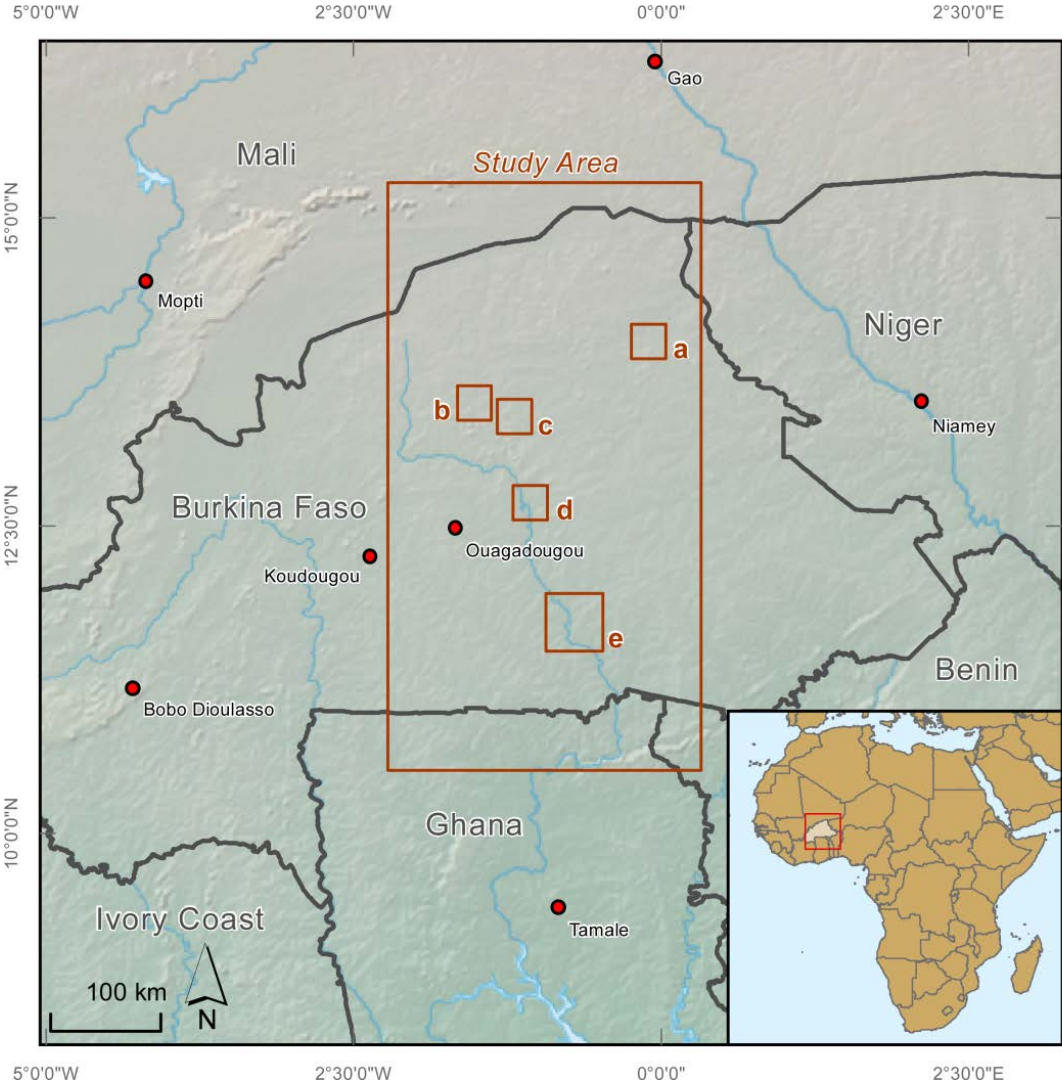 5°0'0"W
2°30'0"W
0°0'0"
2°30'0"E
Gao
Mali
Study Area
15°0'0"N
Mopti
Niger
a
b
c
Niamey
Burkina Faso
d
12°30'0"N
Ouagadougou
Koudougou
e
Benin
Bobo Dioulasso
10°0'0"N
Ghana
Ivory Coast
Tamale
100 km
N
5°0'0"W
2°30'0"W
0°0'0"
2°30'0"E